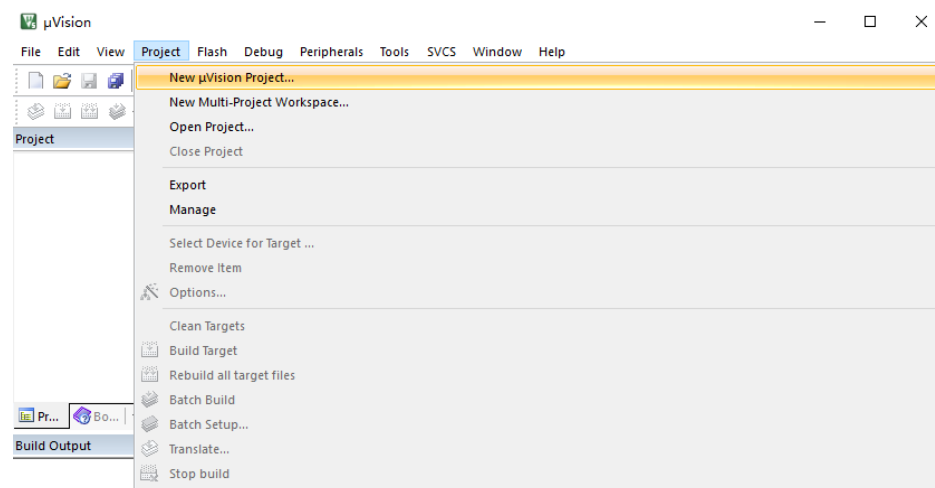 µVision
File Edit View Project Flash Debug Peripherals Tools SVCS Window Help
New µVision Project...
New Multi-Project Workspace...
Open Project...
Project
Close Project
Export
Manage
Select Device for Target ...
Remove Item
Options...
Clean Targets
Build Target
Rebuild all target files
Batch Build
Pr... Bo...
Batch Setup...
Build Output
Translate...
Stop build